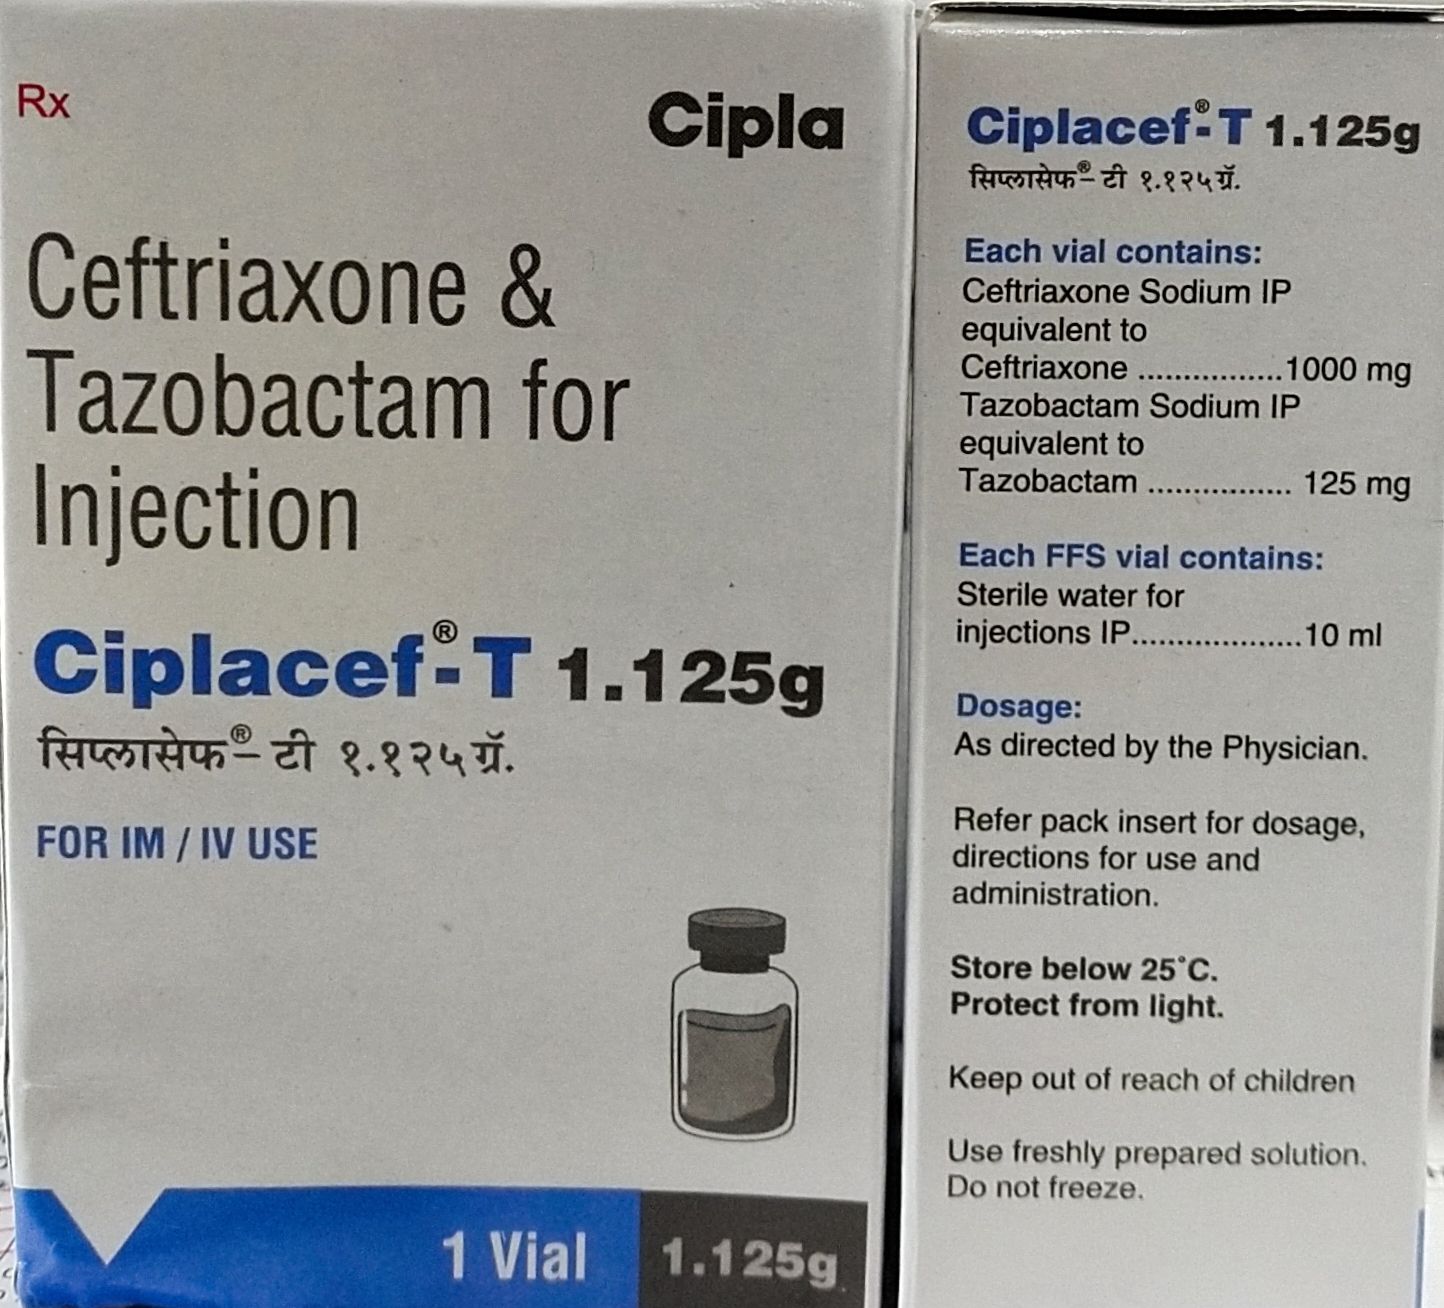 Rx
Cipla
Ceftriaxone &
Tazobactam for
Injection
Ciplacef®-T 1.125g
सिप्लासेफ®- टी १.१२५ ग्रॅ.
FOR IM / IV USE
1 Vial 1.125g
Ciplacef®-T 1.125g
सिप्लासेफ®- टी १.१२५ ग्रॅ.
Each vial contains:
Ceftriaxone Sodium IP
equivalent to
Ceftriaxone ................1000 mg
Tazobactam Sodium IP
equivalent to
Tazobactam ................ 125 mg
Each FFS vial contains:
Sterile water for
injections IP...................10 ml
Dosage:
As directed by the Physician.
Refer pack insert for dosage,
directions for use and
administration.
Store below 25°C.
Protect from light.
Keep out of reach of children
Use freshly prepared solution.
Do not freeze.